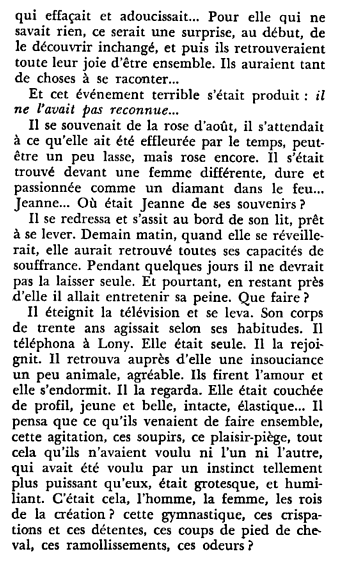 qui effaçait et adoucissait... Pour elle qui ne
savait rien, ce serait une surprise, au début, de
le découvrir inchangé, et puis ils retrouveraient
toute leur joie d'être ensemble. Ils auraient tant
de choses à se raconter...
Et cet événement terrible s'était produit : il
ne l'avait pas reconnue...
Il se souvenait de la rose d'août, il s'attendait
à ce qu'elle ait été effleurée par le temps, peut-
être un peu lasse, mais rose encore. Il s'était
trouvé devant une femme différente, dure et
passionnée comme un diamant dans le feu...
Jeanne... Où était Jeanne de ses souvenirs ?
Il se redressa et s'assit au bord de son lit, prêt
à se lever. Demain matin, quand elle se réveille-
rait, elle aurait retrouvé toutes ses capacités de
souffrance. Pendant quelques jours il ne devrait
pas la laisser seule. Et pourtant, en restant près
d'elle il allait entretenir sa peine. Que faire ?
Il éteignit la télévision et se leva. Son corps
de trente ans agissait selon ses habitudes. Il
téléphona à Lony. Elle était seule. Il la rejoi-
gnit. Il retrouva auprès d'elle une insouciance
un peu animale, agréable. Ils firent l'amour et
elle s'endormit. Il la regarda. Elle était couchée
de profil, jeune et belle, intacte, élastique... Il
pensa que ce qu'ils venaient de faire ensemble,
cette agitation, ces soupirs, ce plaisir-piège, tout
cela qu'ils n'avaient voulu ni l'un ni l'autre,
qui avait été voulu par un instinct tellement
plus puissant qu'eux, était grotesque, et humi-
liant. C'était cela, l'homme, la femme, les rois
de la création ? cette gymnastique, ces crispa-
tions et ces détentes, ces coups de pied de che-
val, ces ramollissements, ces odeurs ?